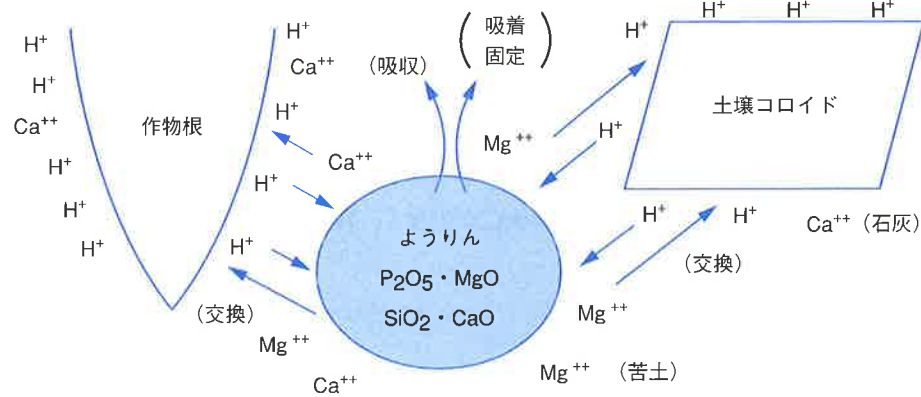 H⁺
H⁺
Ca⁺⁺
H⁺
H⁺
H⁺
作物根
H⁺
Ca⁺⁺
H⁺
Ca⁺⁺
H⁺
H⁺
(交換)
Mg⁺⁺
Ca⁺⁺
(吸収)
(吸着
固定)
ようりん
P₂O₅・MgO
SiO₂・CaO
Mg⁺⁺
H⁺
H⁺
H⁺ H⁺ H⁺
土壌コロイド
H⁺
H⁺
Ca⁺⁺(石灰)
(交換)
Mg⁺⁺
Mg⁺⁺ (苦土)